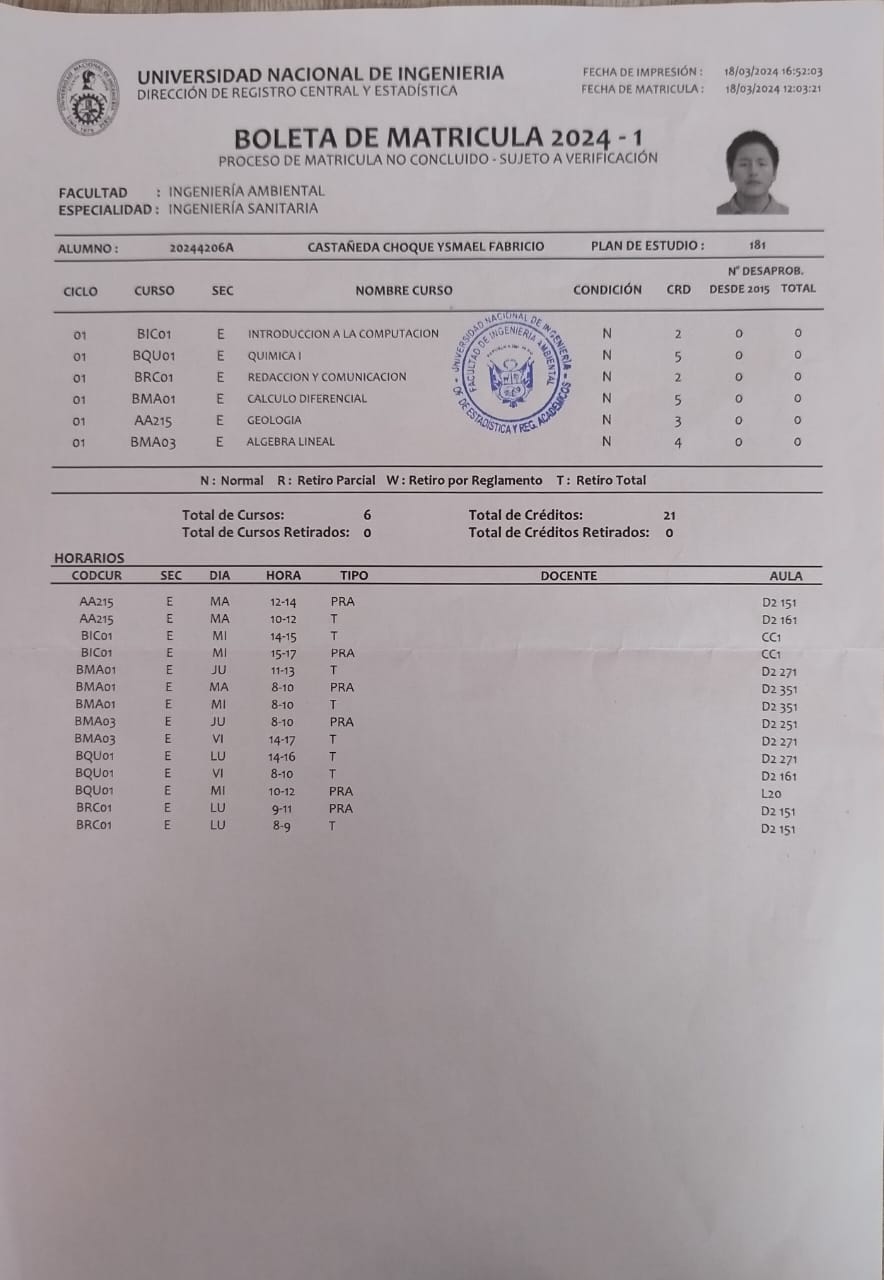 UNIVERSIDAD NACIONAL DE INGENIERIA
DIRECCIÓN DE REGISTRO CENTRAL Y ESTADÍSTICA
FECHA DE IMPRESIÓN : 18/03/2024 16:52:03
FECHA DE MATRICULA : 18/03/2024 12:03:21
BOLETA DE MATRICULA 2024 - 1
PROCESO DE MATRICULA NO CONCLUIDO - SUJETO A VERIFICACIÓN
FACULTAD : INGENIERÍA AMBIENTAL
ESPECIALIDAD : INGENIERÍA SANITARIA
ALUMNO : 20244206A CASTAÑEDA CHOQUE YSMAEL FABRICIO PLAN DE ESTUDIO : 181
N° DESAPROB.
CICLO CURSO SEC NOMBRE CURSO CONDICIÓN CRD DESDE 2015 TOTAL
01 BIC01 E INTRODUCCION A LA COMPUTACION N 2 0 0
01 BQU01 E QUIMICA I N 5 0 0
01 BRC01 E REDACCION Y COMUNICACION N 2 0 0
01 BMA01 E CALCULO DIFERENCIAL N 5 0 0
01 AA215 E GEOLOGIA N 3 0 0
01 BMA03 E ALGEBRA LINEAL N 4 0 0
UNIVERSIDAD NACIONAL DE INGENIERÍA
FACULTAD DE INGENIERIA AMBIENTAL
OF. DE ESTADÍSTICA Y REG. ACADEMICOS
N : Normal R : Retiro Parcial W : Retiro por Reglamento T : Retiro Total
Total de Cursos: 6 Total de Créditos: 21
Total de Cursos Retirados: 0 Total de Créditos Retirados: 0
HORARIOS
CODCUR SEC DIA HORA TIPO DOCENTE AULA
AA215 E MA 12-14 PRA D2 151
AA215 E MA 10-12 T D2 161
BIC01 E MI 14-15 T CC1
BIC01 E MI 15-17 PRA CC1
BMA01 E JU 11-13 T D2 271
BMA01 E MA 8-10 PRA D2 351
BMA01 E MI 8-10 T D2 351
BMA03 E JU 8-10 PRA D2 251
BMA03 E VI 14-17 T D2 271
BQU01 E LU 14-16 T D2 271
BQU01 E VI 8-10 T D2 161
BQU01 E MI 10-12 PRA L20
BRC01 E LU 9-11 PRA D2 151
BRC01 E LU 8-9 T D2 151